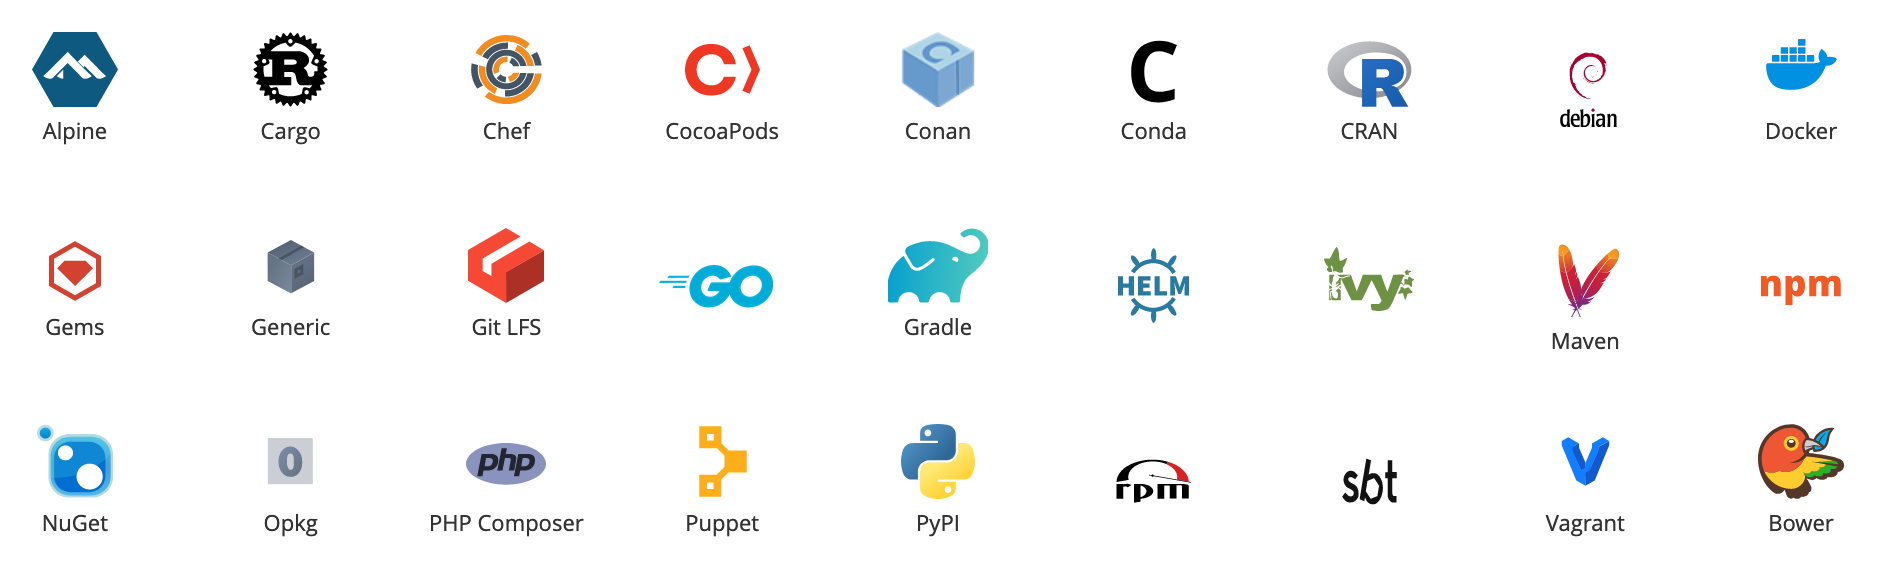 R
C
C
C
R
debian
Alpine
Cargo
Chef
CocoaPods
Conan
Conda
CRAN
Docker
GO
HELM
ivy
npm
Gems
Generic
Git LFS
Gradle
Maven
O
php
rpm
sbt
V
NuGet
Opkg
PHP Composer
Puppet
PyPI
Vagrant
Bower